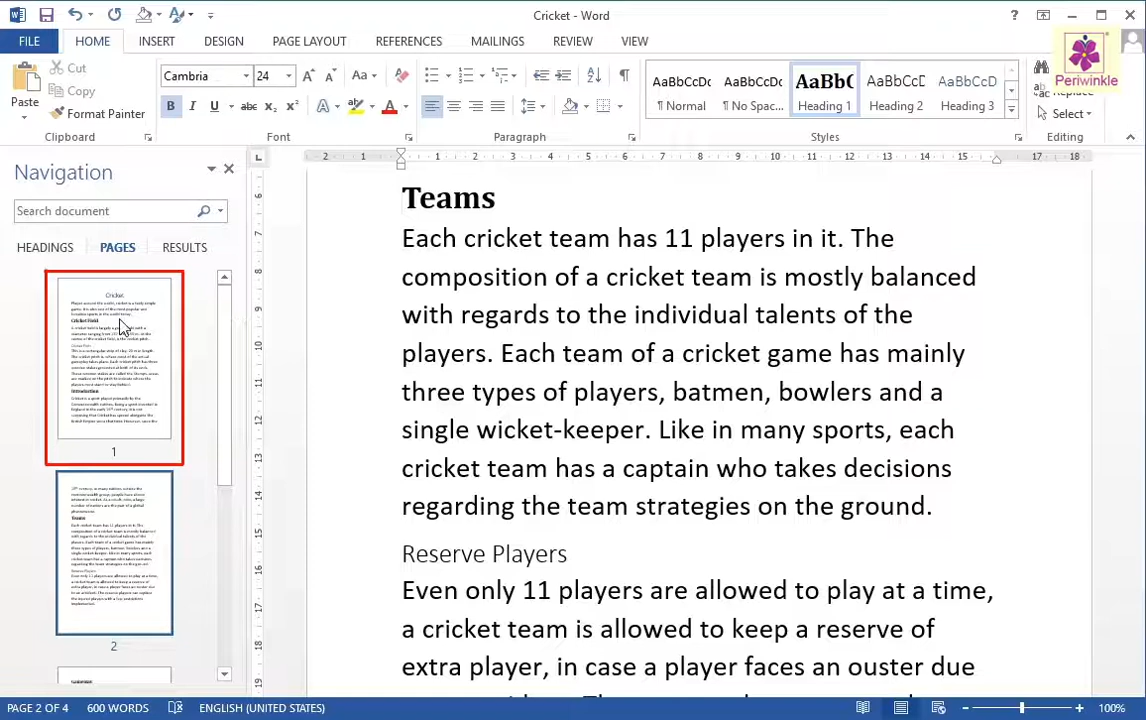 Cricket - Word
FILE HOME INSERT DESIGN PAGE LAYOUT REFERENCES MAILINGS REVIEW VIEW
Paste
Cut
Copy
Format Painter
Clipboard
Cambria 24
Font
Paragraph
AaBbCcDc AaBbCcDc AaBb( AaBbCcD AaBbCcD
¶ Normal ¶ No Spac... Heading 1 Heading 2 Heading 3
Styles
Periwinkle
Replace
Select
Editing
Navigation
Search document
HEADINGS PAGES RESULTS
Cricket
Cricket Field
Introduction
1
Teams
Reserve Players
2
Teams
Each cricket team has 11 players in it. The
composition of a cricket team is mostly balanced
with regards to the individual talents of the
players. Each team of a cricket game has mainly
three types of players, batmen, bowlers and a
single wicket-keeper. Like in many sports, each
cricket team has a captain who takes decisions
regarding the team strategies on the ground.
Reserve Players
Even only 11 players are allowed to play at a time,
a cricket team is allowed to keep a reserve of
extra player, in case a player faces an ouster due
PAGE 2 OF 4 600 WORDS ENGLISH (UNITED STATES) 100%